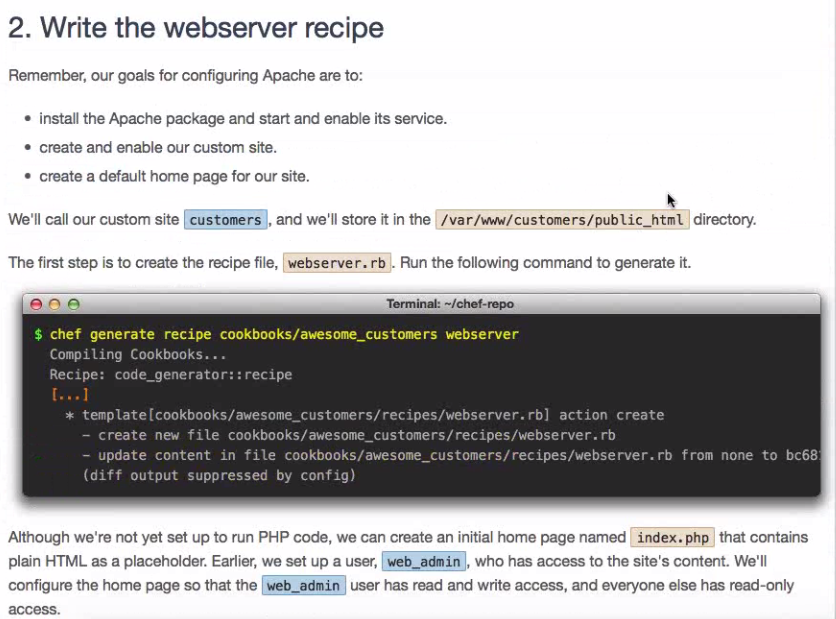 2. Write the webserver recipe
Remember, our goals for configuring Apache are to:
• install the Apache package and start and enable its service.
• create and enable our custom site.
• create a default home page for our site.
We'll call our custom site customers, and we'll store it in the /var/www/customers/public_html directory.
The first step is to create the recipe file, webserver.rb. Run the following command to generate it.
Terminal: ~/chef-repo
$ chef generate recipe cookbooks/awesome_customers webserver
Compiling Cookbooks...
Recipe: code_generator::recipe
[...]
* template[cookbooks/awesome_customers/recipes/webserver.rb] action create
- create new file cookbooks/awesome_customers/recipes/webserver.rb
- update content in file cookbooks/awesome_customers/recipes/webserver.rb from none to
(diff output suppressed by config)
Although we're not yet set up to run PHP code, we can create an initial home page named index.php that contains
plain HTML as a placeholder. Earlier, we set up a user, web_admin, who has access to the site's content. We'll
configure the home page so that the web_admin user has read and write access, and everyone else has read-only
access.